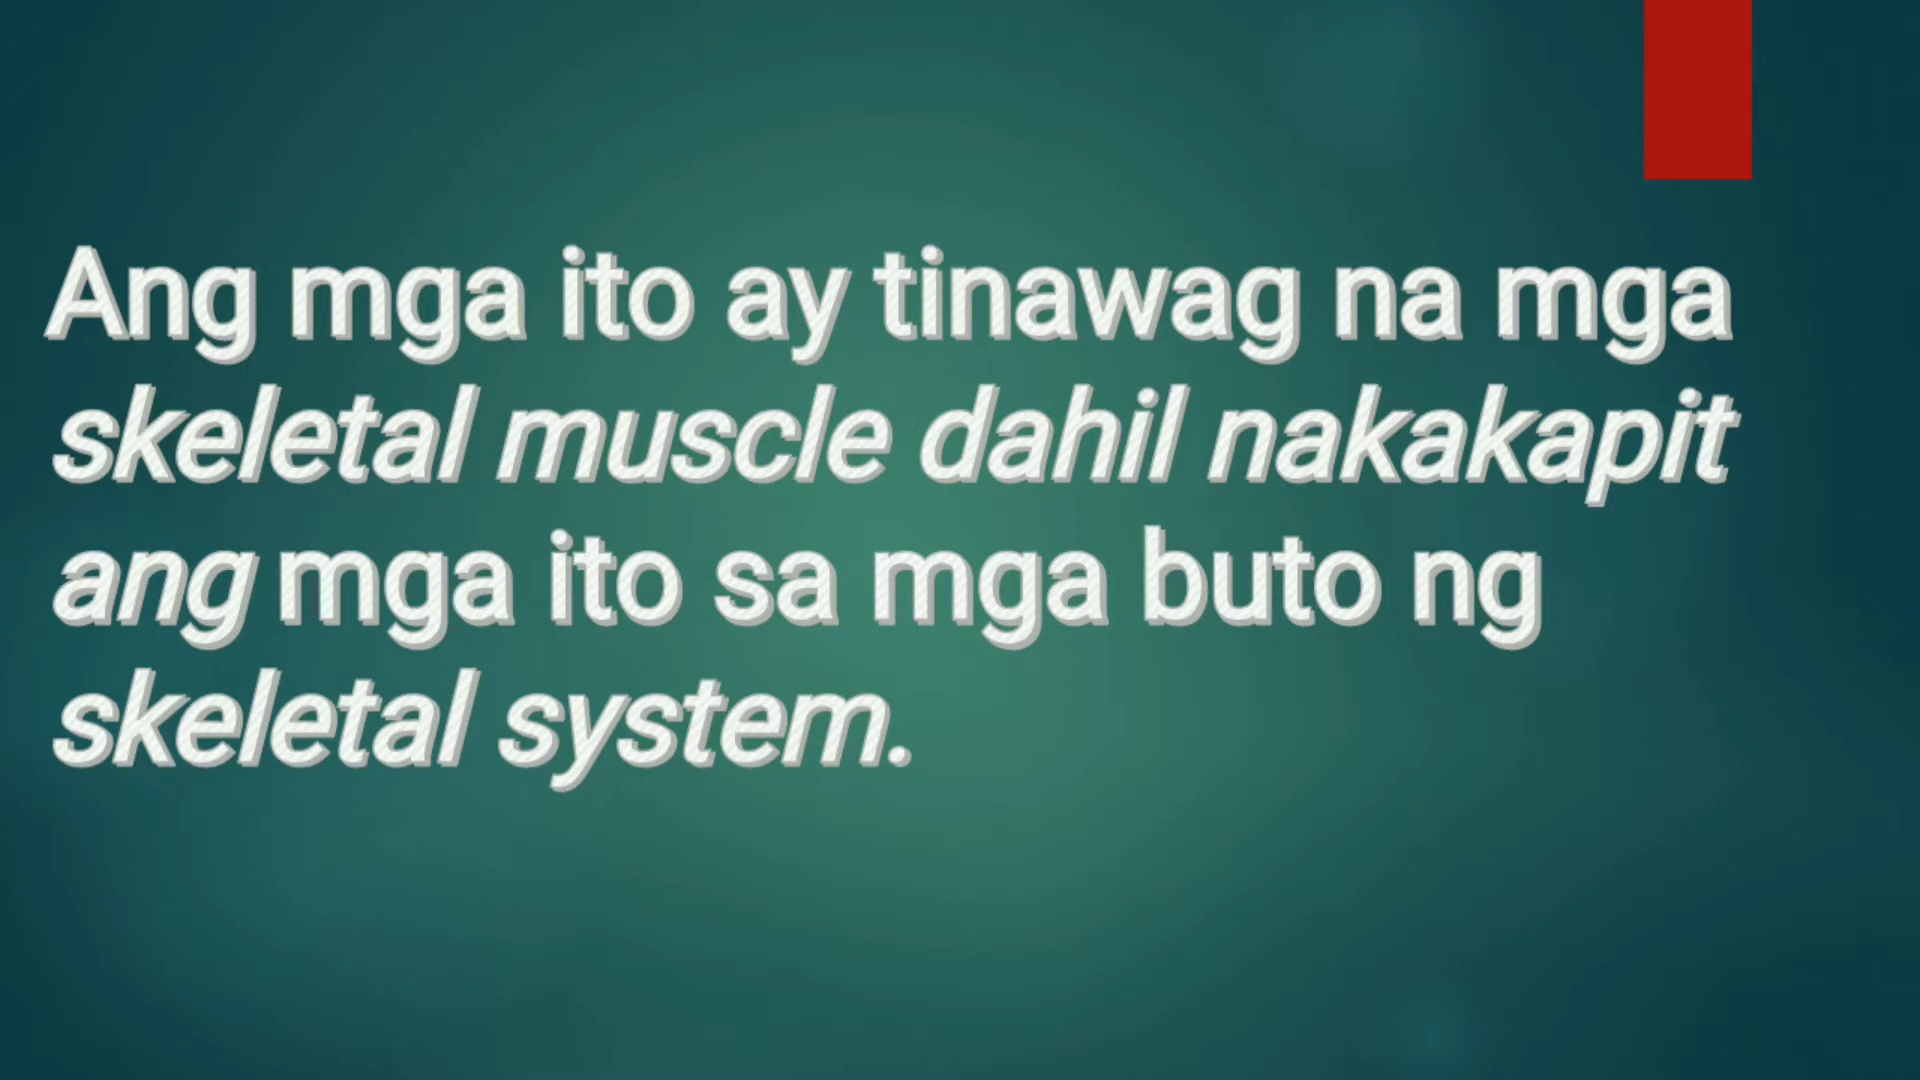 Ang mga ito ay tinawag na mga
skeletal muscle dahil nakakapit
ang mga ito sa mga buto ng
skeletal system.